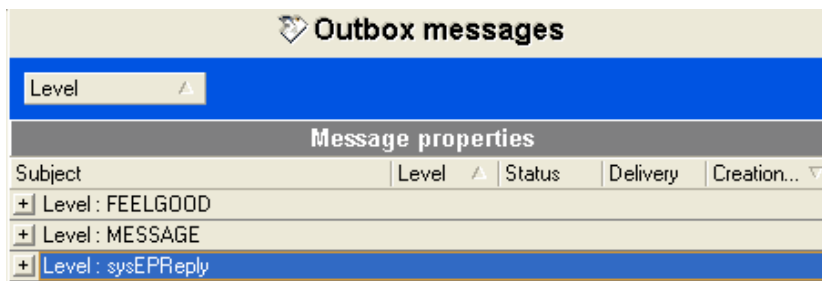 Outbox messages
Level
Message properties
Subject Level Status Delivery Creation...
Level : FEELGOOD
Level : MESSAGE
Level : sysEPReply